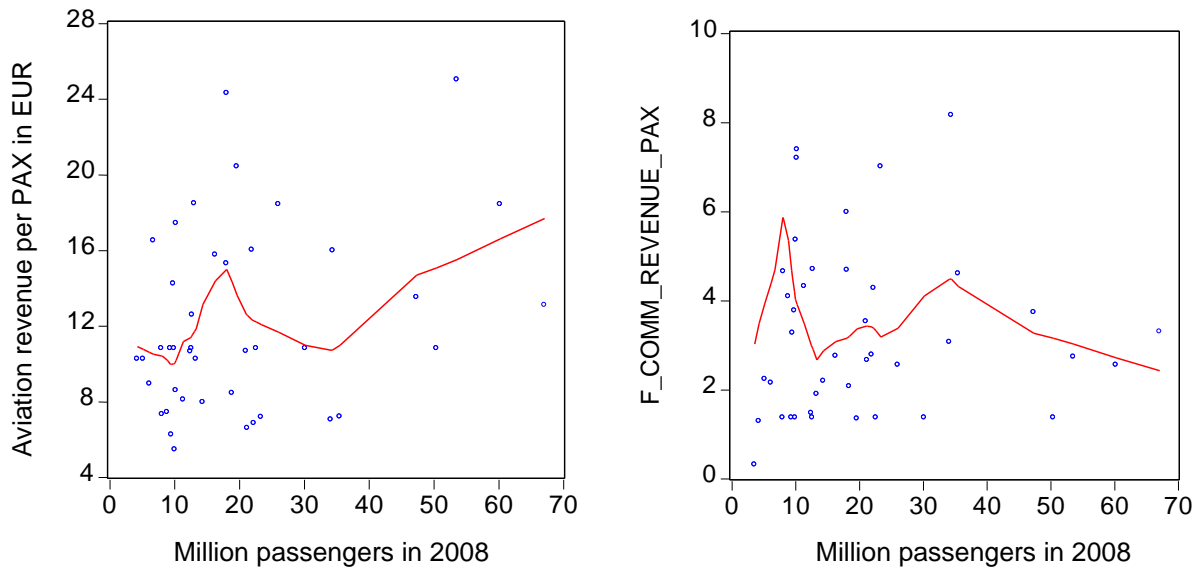 Aviation revenue per PAX in EUR
28
24
20
16
12
8
4
0 10 20 30 40 50 60 70
Million passengers in 2008
F_COMM_REVENUE_PAX
10
8
6
4
2
0
0 10 20 30 40 50 60 70
Million passengers in 2008